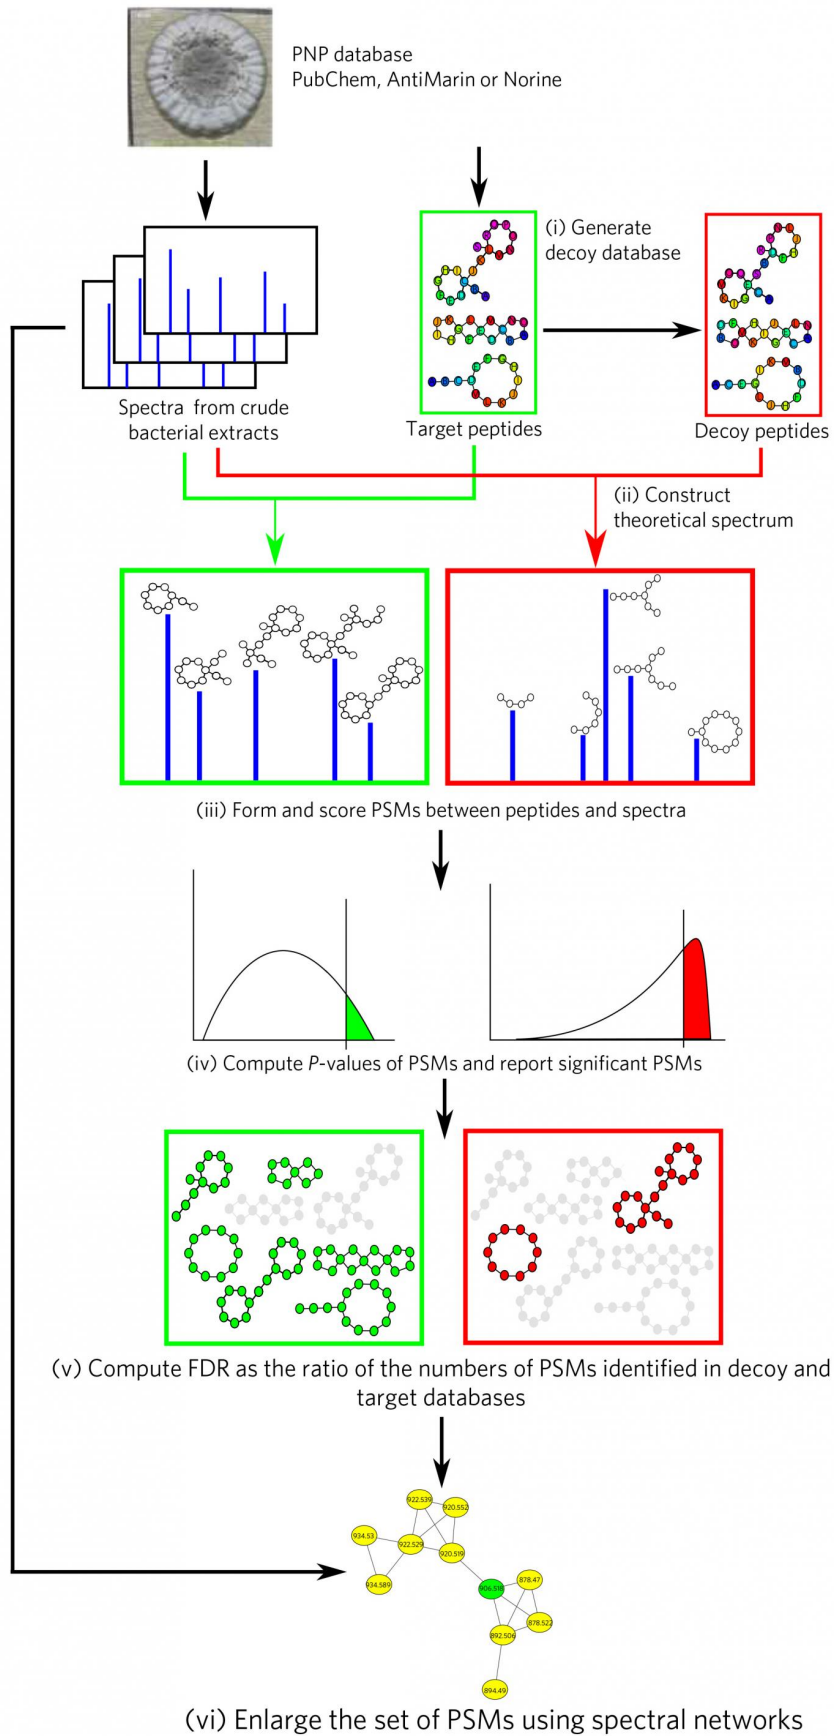 PNP database
PubChem, AntiMarin or Norine
(i) Generate
decoy database
Spectra from crude
bacterial extracts
Target peptides
Decoy peptides
(ii) Construct
theoretical spectrum
(iii) Form and score PSMs between peptides and spectra
(iv) Compute P-values of PSMs and report significant PSMs
(v) Compute FDR as the ratio of the numbers of PSMs identified in decoy and
target databases
922.539
920.552
934.53
922.529
920.519
934.589
906.518
878.47
878.522
892.506
894.49
(vi) Enlarge the set of PSMs using spectral networks